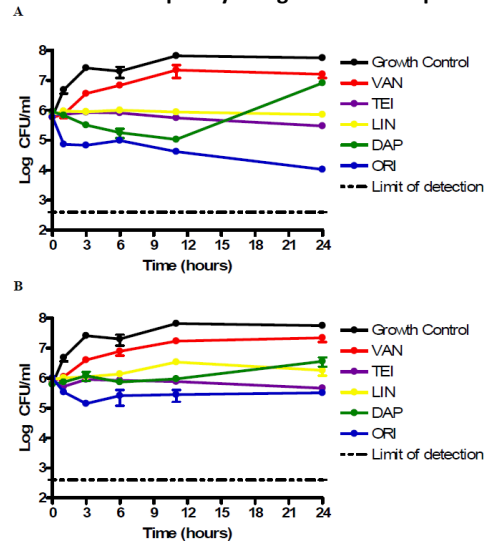 A
8
7
6
5
4
3
2
Log CFU/ml
0 3 6 9 12 15 18 21 24
Time (hours)
Growth Control
VAN
TEI
LIN
DAP
ORI
Limit of detection
B
8
7
6
5
4
3
2
Log CFU/ml
0 3 6 9 12 15 18 21 24
Time (hours)
Growth Control
VAN
TEI
LIN
DAP
ORI
Limit of detection